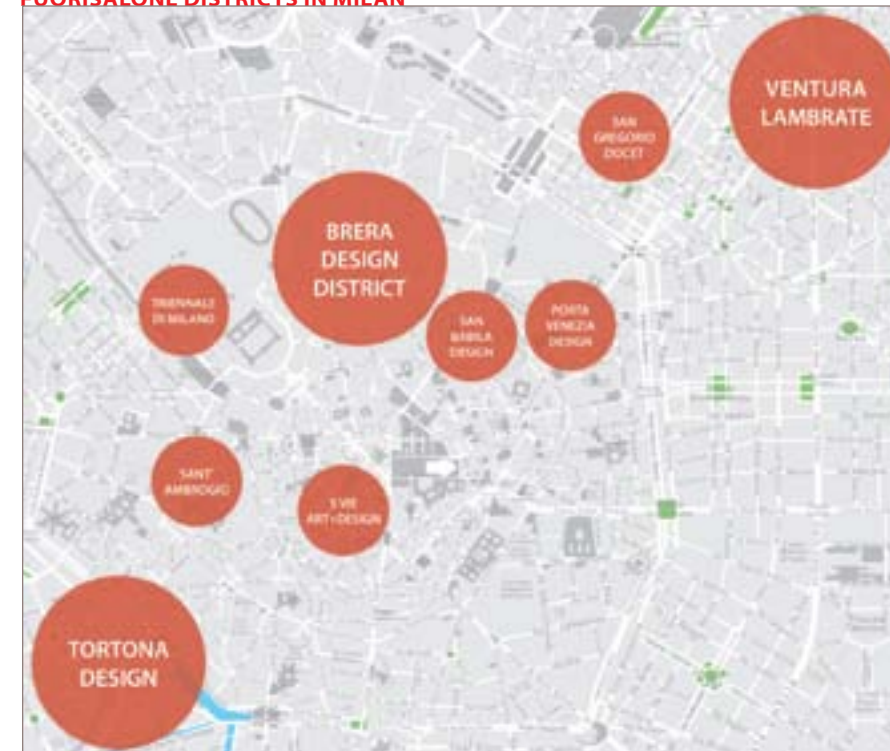 FUORISALONE DISTRICTS IN MILAN
VENTURA
LAMBRATE
SAN
GREGORIO
DOCET
BRERA
DESIGN
DISTRICT
TRIENNALE
DI MILANO
SAN
BABILA
DESIGN
PORTA
VENEZIA
DESIGN
SANT'
AMBROGIO
5 VIE
ART+DESIGN
TORTONA
DESIGN